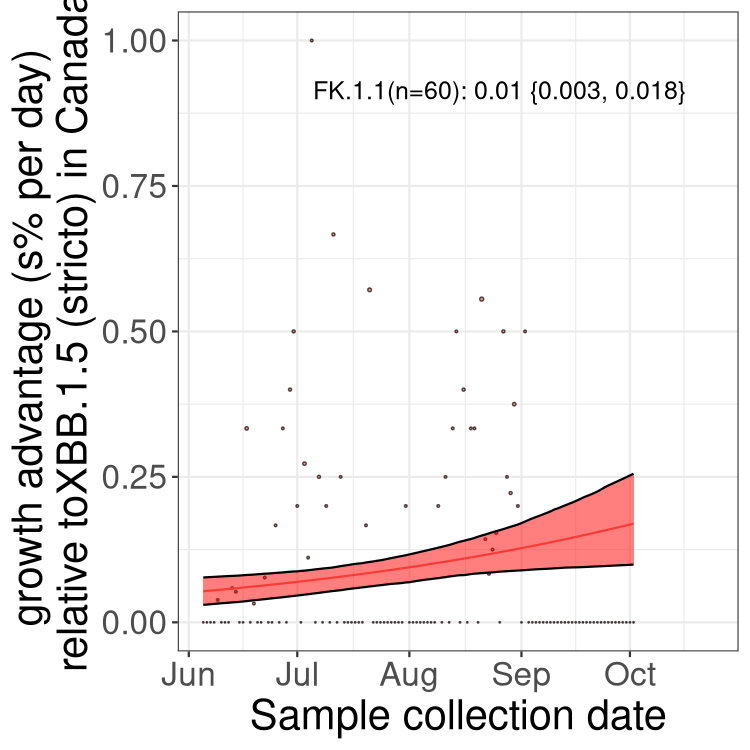 growth advantage (s% per day)
relative toXBB.1.5 (stricto) in Canada
1.00
0.75
0.50
0.25
0.00
FK.1.1(n=60): 0.01 {0.003, 0.018}
Jun Jul Aug Sep Oct
Sample collection date